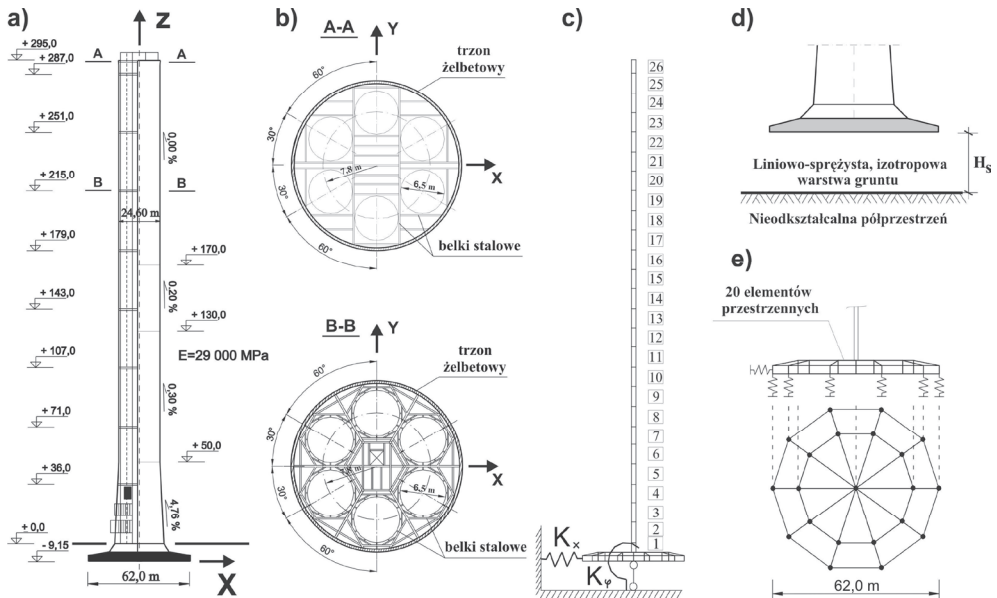 a)
Z
+ 295,0
+ 287,0
A
A
+ 251,0
0,00 %
+ 215,0
B
B
24,60 m
+ 179,0
+ 170,0
0,20 %
+ 143,0
+ 130,0
E=29 000 MPa
+ 107,0
0,30 %
+ 71,0
+ 50,0
+ 36,0
4,76 %
+ 0,0
- 9,15
62,0 m
X
b)
A-A
Y
trzon
żelbetowy
60°
30°
7,8 m
X
30°
6,5 m
60°
belki stalowe
B-B
Y
trzon
żelbetowy
60°
30°
X
30°
6,5 m
60°
belki stalowe
c)
26
25
24
23
22
21
20
19
18
17
16
15
14
13
12
11
10
9
8
7
6
5
4
3
2
1
Kx
Kφ
d)
Liniowo-sprężysta, izotropowa
warstwa gruntu
Hs
Nieodkształcalna półprzestrzeń
e)
20 elementów
przestrzennych
62,0 m